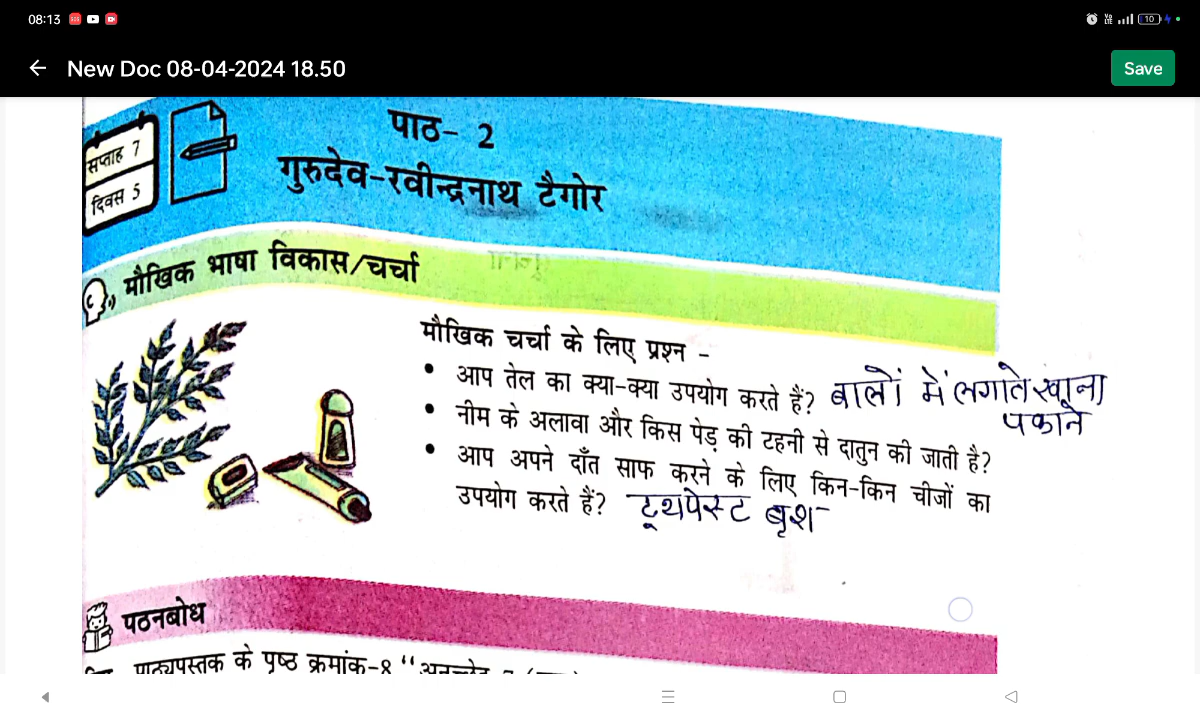 08:13
10
New Doc 08-04-2024 18.50
Save
सप्ताह 7
दिवस 5
पाठ- 2
गुरुदेव-रवीन्द्रनाथ टैगोर
मौखिक भाषा विकास/चर्चा
मौखिक चर्चा के लिए प्रश्न -
• आप तेल का क्या-क्या उपयोग करते हैं? बालों में लगाते खाना
पकाने
• नीम के अलावा और किस पेड़ की टहनी से दातुन की जाती है?
• आप अपने दाँत साफ करने के लिए किन-किन चीजों का
उपयोग करते हैं? टूथपेस्ट बृश
पठनबोध
पाठ्यपुस्तक के पृष्ठ क्रमांक-8